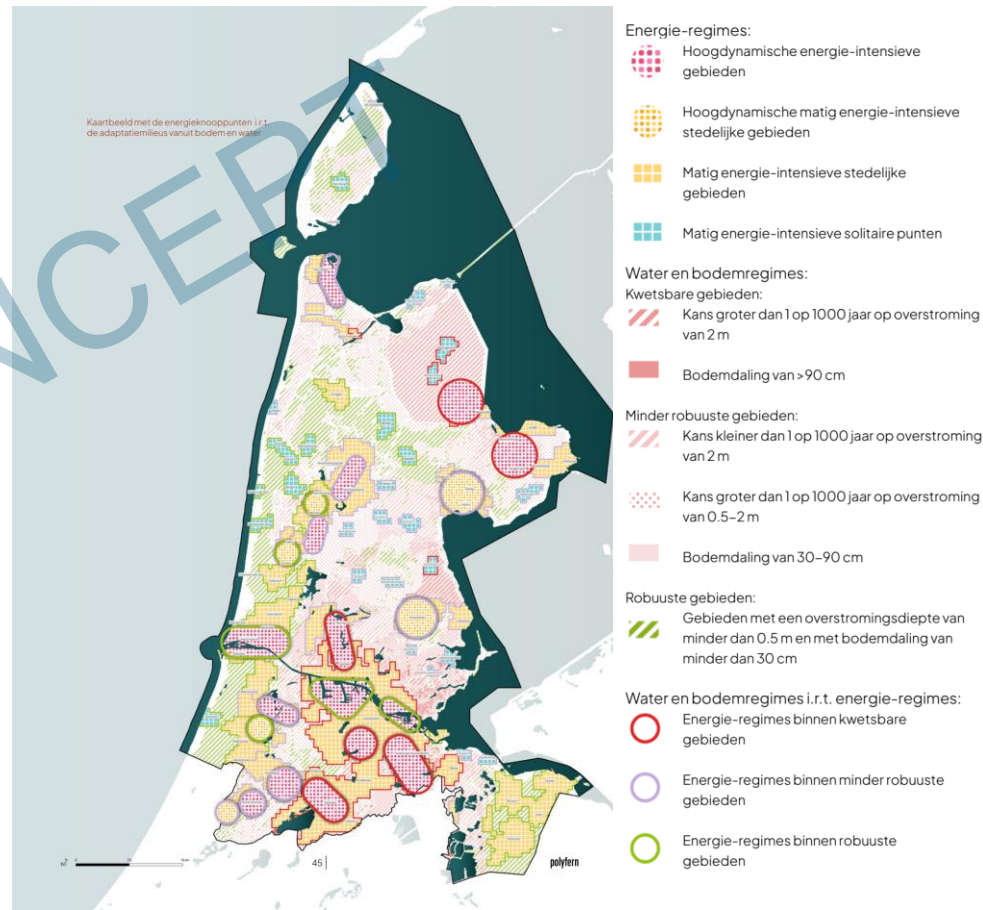 Kaartbeeld met de energieknooppunten i.r.t.
de adaptatiemilieus vanuit bodem en water
NCEPT
45
polyfern
Energie-regimes:
Hoogdynamische energie-intensieve
gebieden
Hoogdynamische matig energie-intensieve
stedelijke gebieden
Matig energie-intensieve stedelijke
gebieden
Matig energie-intensieve solitaire punten
Water en bodemregimes:
Kwetsbare gebieden:
Kans groter dan 1 op 1000 jaar op overstroming
van 2 m
Bodemdaling van >90 cm
Minder robuuste gebieden:
Kans kleiner dan 1 op 1000 jaar op overstroming
van 2 m
Kans groter dan 1 op 1000 jaar op overstroming
van 0.5–2 m
Bodemdaling van 30–90 cm
Robuuste gebieden:
Gebieden met een overstromingsdiepte van
minder dan 0.5 m en met bodemdaling van
minder dan 30 cm
Water en bodemregimes i.r.t. energie-regimes:
Energie-regimes binnen kwetsbare
gebieden
Energie-regimes binnen minder robuuste
gebieden
Energie-regimes binnen robuuste
gebieden